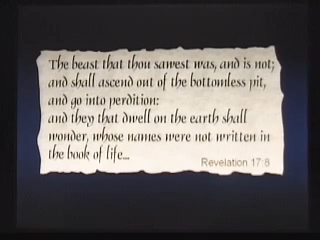 The beast that thou sawest was, and is not;
and shall ascend out of the bottomless pit,
and go into perdition:
and they that dwell on the earth shall
wonder, whose names were not written in
the book of life...
Revelation 17:8